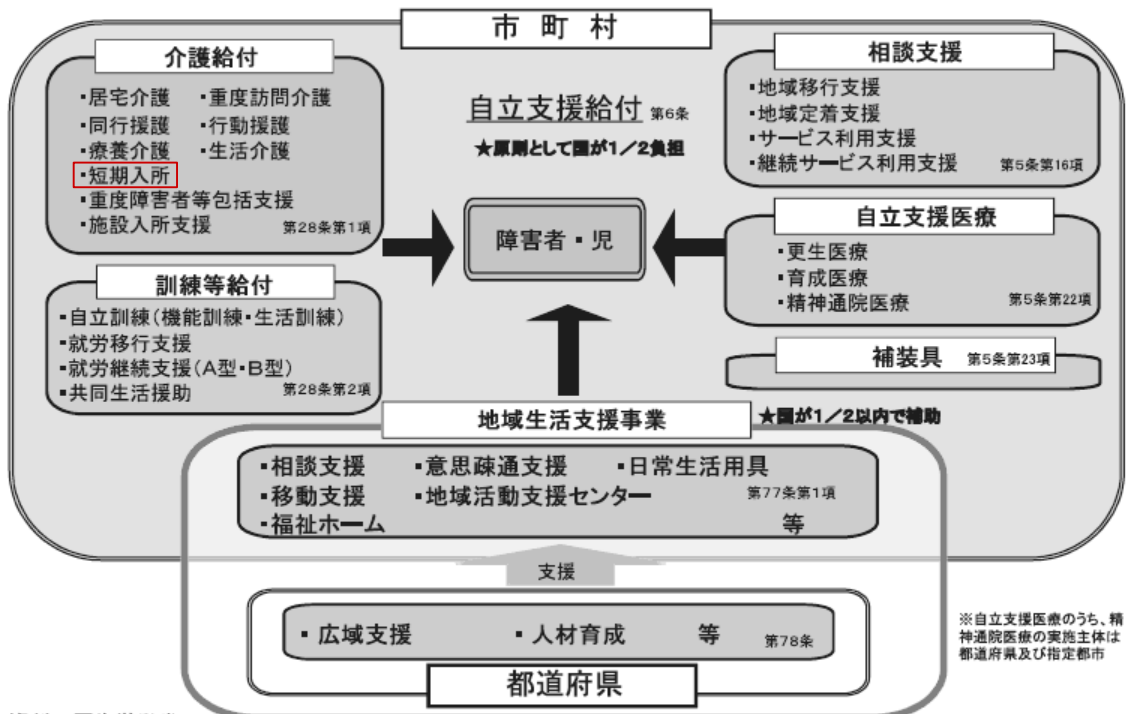 市町村
介護給付
・居宅介護 ・重度訪問介護
・同行援護 ・行動援護
・療養介護 ・生活介護
・短期入所
・重度障害者等包括支援
・施設入所支援 第28条第1項
訓練等給付
・自立訓練(機能訓練・生活訓練)
・就労移行支援
・就労継続支援(A型・B型)
・共同生活援助 第28条第2項
自立支援給付 第6条
★原則として国が1/2負担
障害者・児
相談支援
・地域移行支援
・地域定着支援
・サービス利用支援
・継続サービス利用支援 第5条第16項
自立支援医療
・更生医療
・育成医療
・精神通院医療 第5条第22項
補装具 第5条第23項
地域生活支援事業
★国が1/2以内で補助
・相談支援 ・意思疎通支援 ・日常生活用具
・移動支援 ・地域活動支援センター 第77条第1項
・福祉ホーム 等
支援
・広域支援 ・人材育成 等 第78条
都道府県
※自立支援医療のうち、精
神通院医療の実施主体は
都道府県及び指定都市